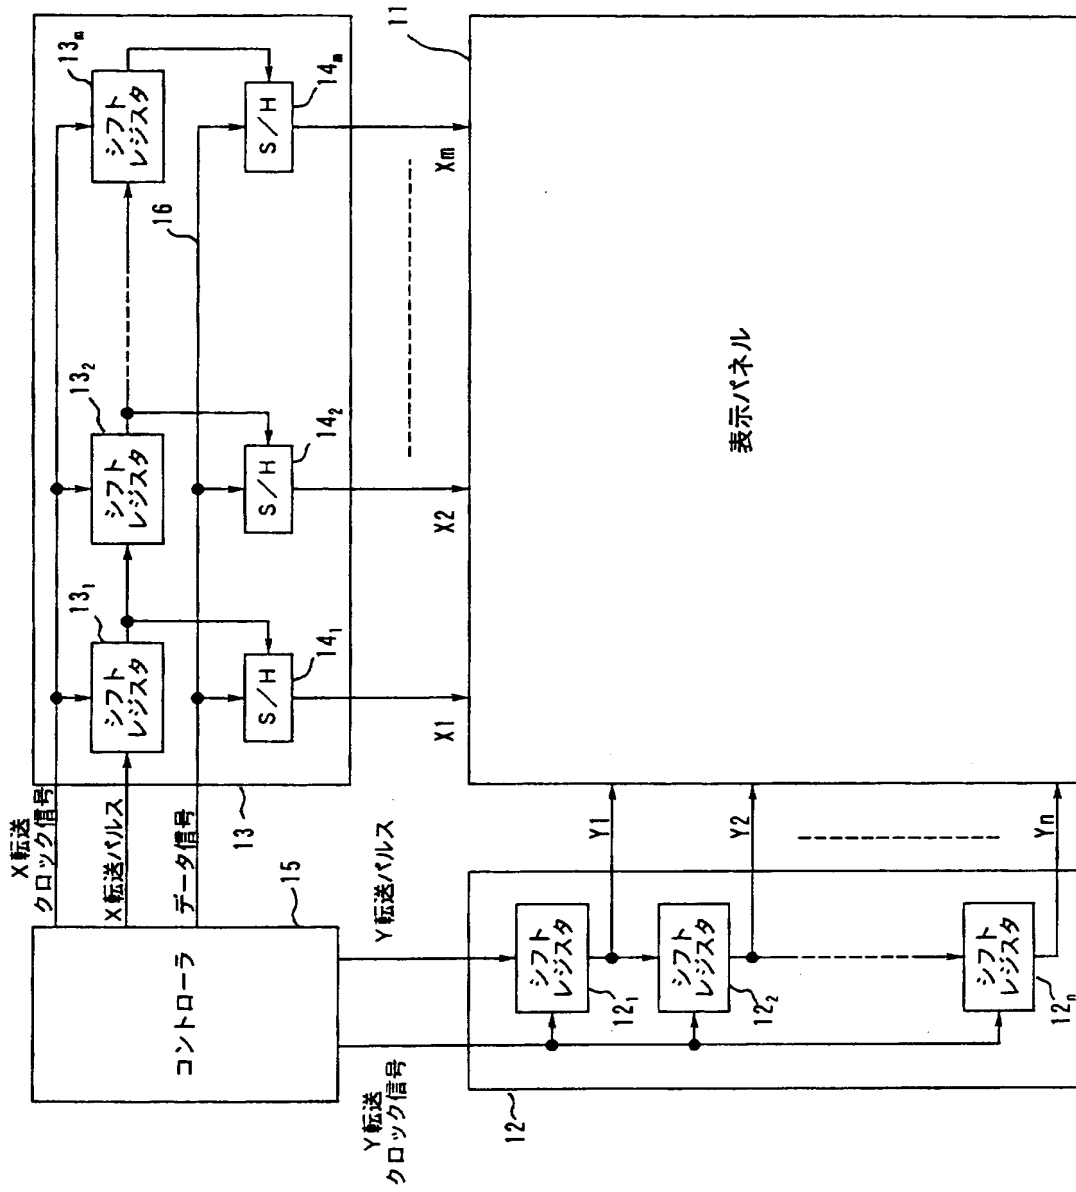 X転送
クロック信号
X転送パルス
データ信号
コントローラ
15
13
シフト
レジスタ
13₁
シフト
レジスタ
13₂
シフト
レジスタ
13ₘ
16
S/H
14₁
S/H
14₂
S/H
14ₘ
X1
X2
Xm
11
表示パネル
Y転送パルス
Y転送
クロック信号
12
シフト
レジスタ
12₁
シフト
レジスタ
12₂
シフト
レジスタ
12ₙ
Y1
Y2
Yn